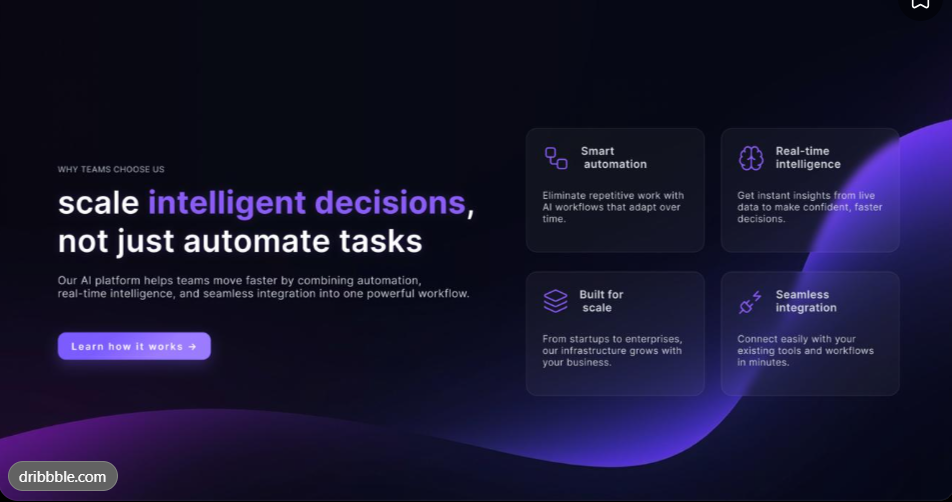 WHY TEAMS CHOOSE US
scale intelligent decisions,
not just automate tasks
Our AI platform helps teams move faster by combining automation,
real-time intelligence, and seamless integration into one powerful workflow.
Learn how it works →
Smart
automation
Eliminate repetitive work with
AI workflows that adapt over
time.
Real-time
intelligence
Get instant insights from live
data to make confident, faster
decisions.
Built for
scale
From startups to enterprises,
our infrastructure grows with
your business.
Seamless
integration
Connect easily with your
existing tools and workflows
in minutes.
dribbble.com